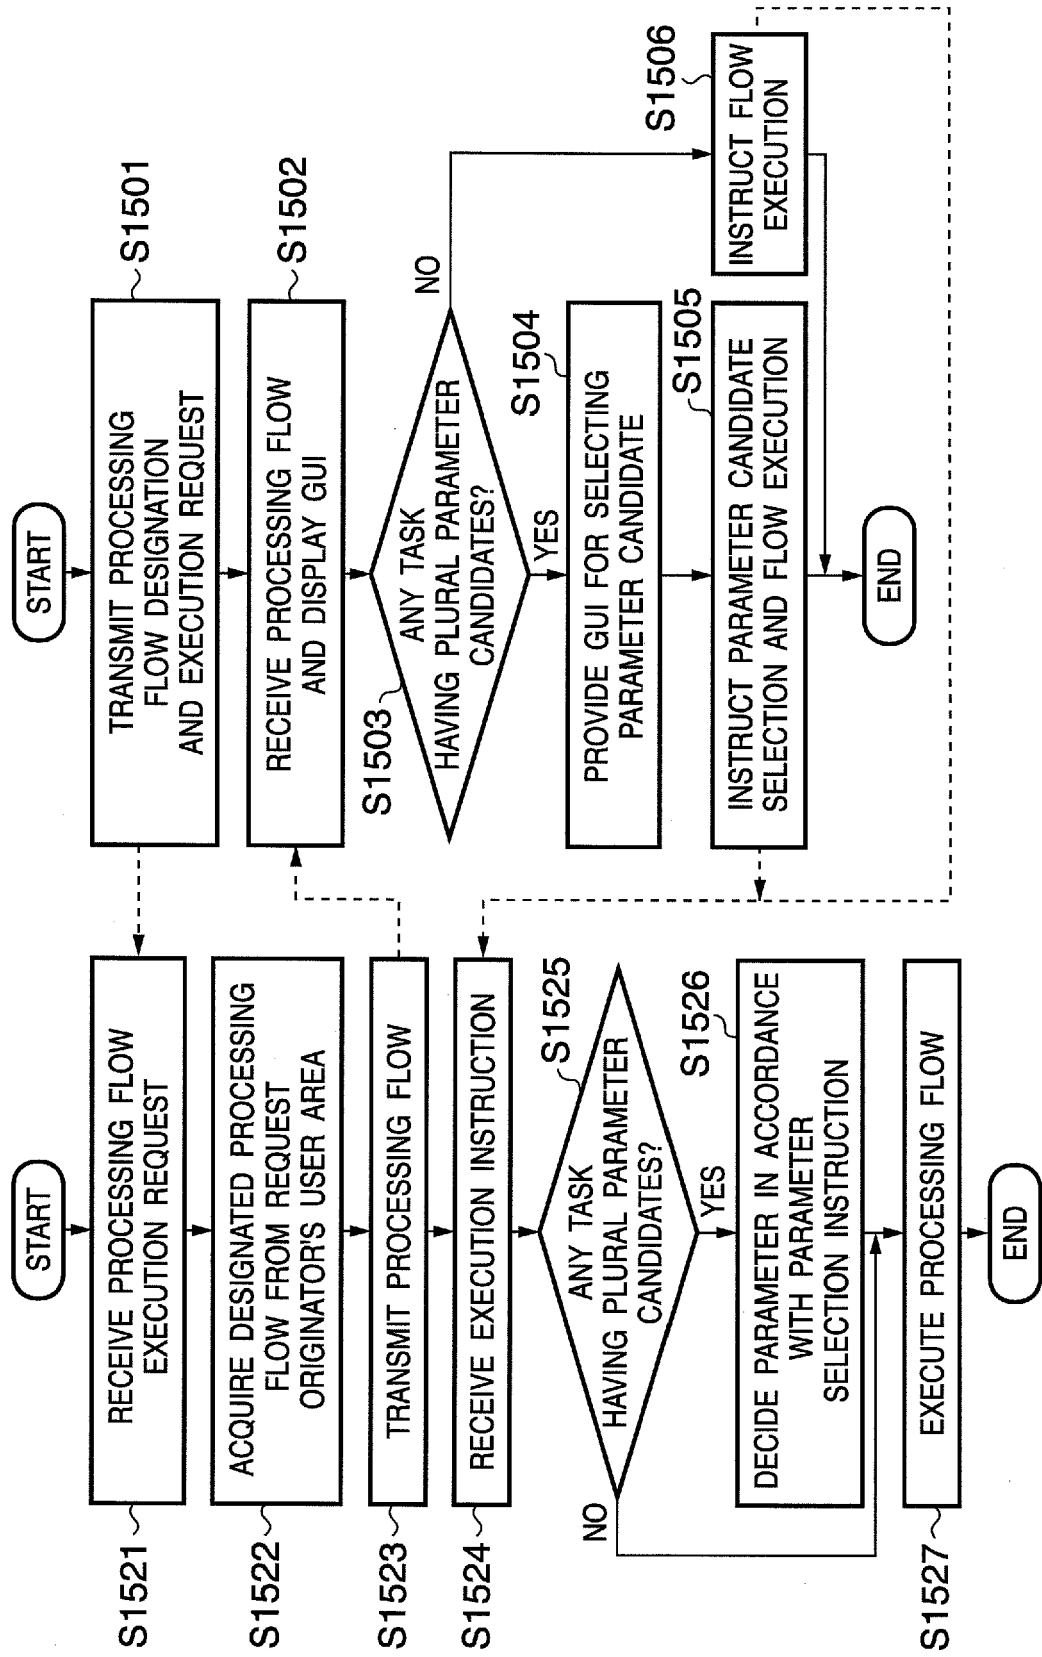 START
S1521
RECEIVE PROCESSING FLOW
EXECUTION REQUEST
S1522
ACQUIRE DESIGNATED PROCESSING
FLOW FROM REQUEST
ORIGINATOR'S USER AREA
S1523
TRANSMIT PROCESSING FLOW
S1524
RECEIVE EXECUTION INSTRUCTION
S1525
ANY TASK
HAVING PLURAL PARAMETER
CANDIDATES?
NO
YES
S1526
DECIDE PARAMETER IN ACCORDANCE
WITH PARAMETER
SELECTION INSTRUCTION
S1527
EXECUTE PROCESSING FLOW
END
START
S1501
TRANSMIT PROCESSING
FLOW DESIGNATION
AND EXECUTION REQUEST
S1502
RECEIVE PROCESSING FLOW
AND DISPLAY GUI
S1503
ANY TASK
HAVING PLURAL PARAMETER
CANDIDATES?
NO
YES
S1504
PROVIDE GUI FOR SELECTING
PARAMETER CANDIDATE
S1505
INSTRUCT PARAMETER CANDIDATE
SELECTION AND FLOW EXECUTION
S1506
INSTRUCT FLOW
EXECUTION
END